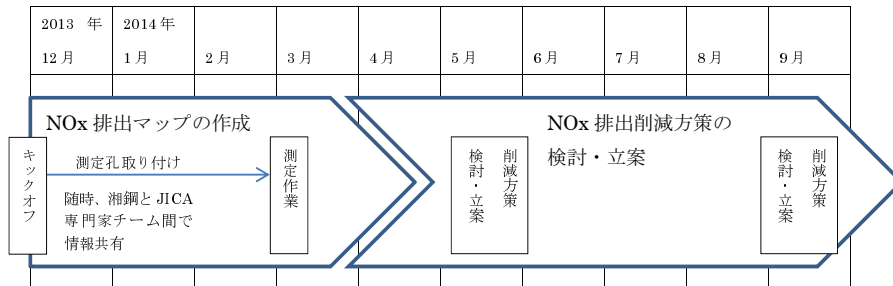 2013 年
2014 年
12 月
1 月
2 月
3 月
4 月
5 月
6 月
7 月
8 月
9 月
NOx 排出マップの作成
キックオフ
測定孔取り付け
随時、湘鋼と JICA
専門家チーム間で
情報共有
測定作業
NOx 排出削減方策の
検討・立案
削減方策
検討・立案
削減方策
検討・立案